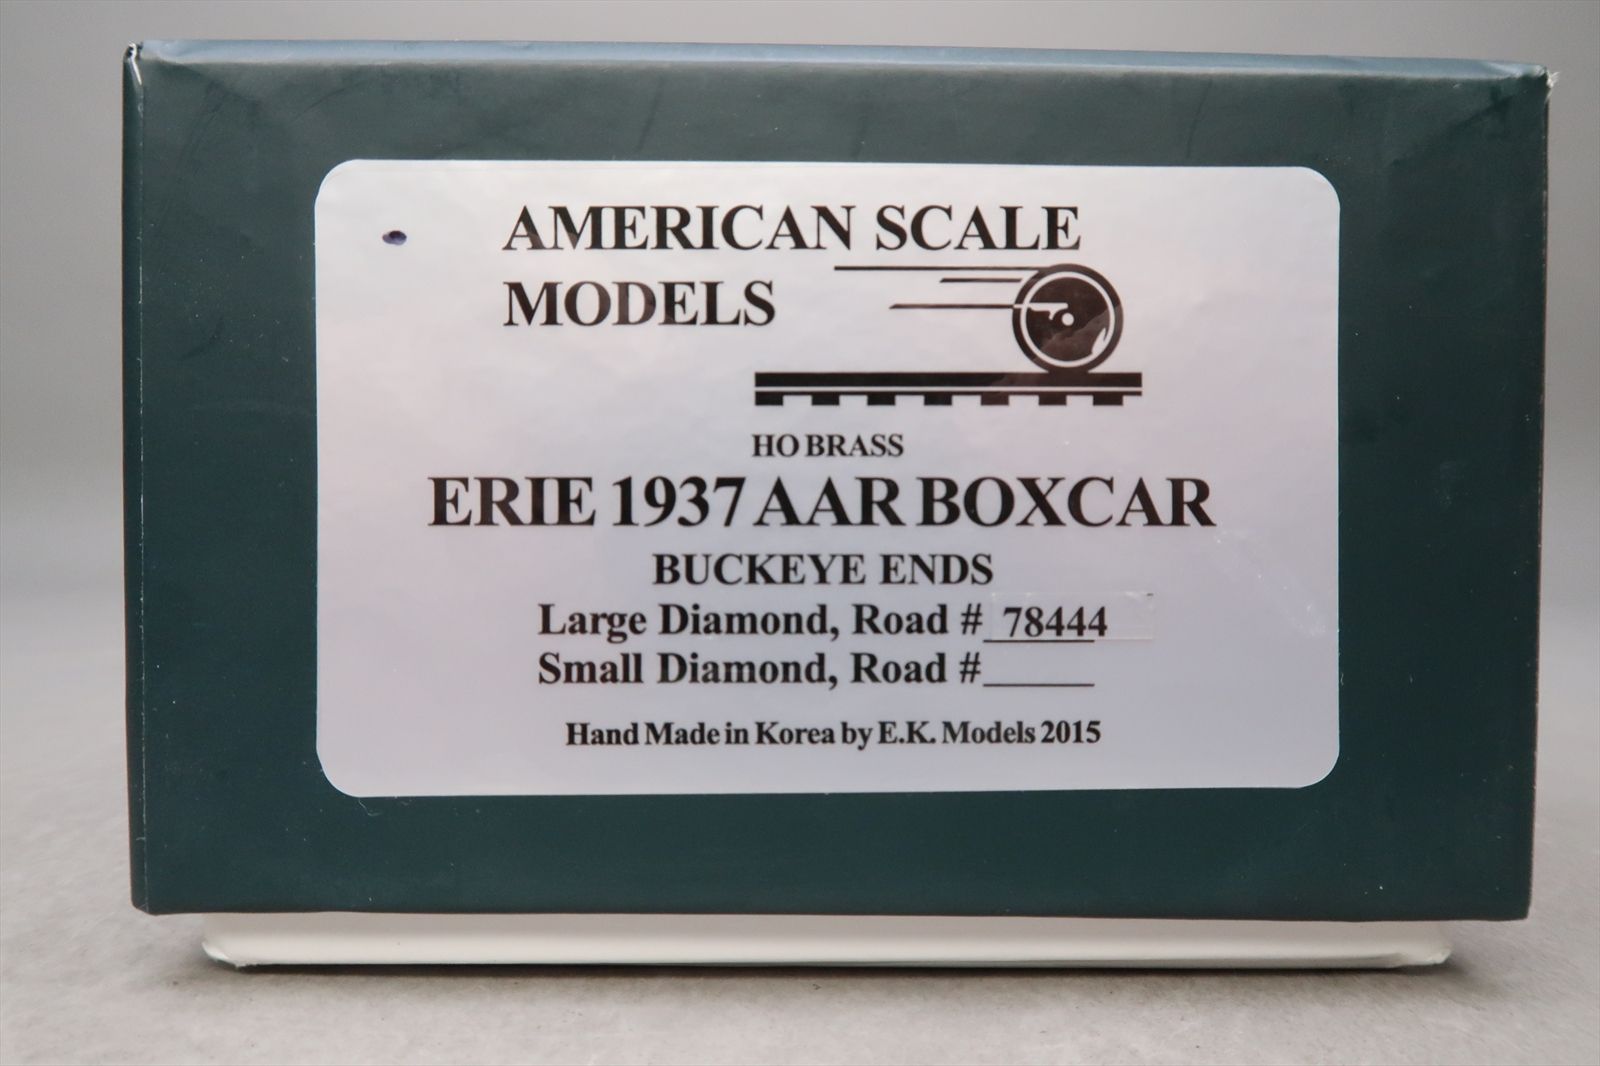 AMERICAN SCALE
MODELS
HO BRASS
ERIE 1937 AAR BOXCAR
BUCKEYE ENDS
Large Diamond, Road # 78444
Small Diamond, Road #______
Hand Made in Korea by E.K. Models 2015